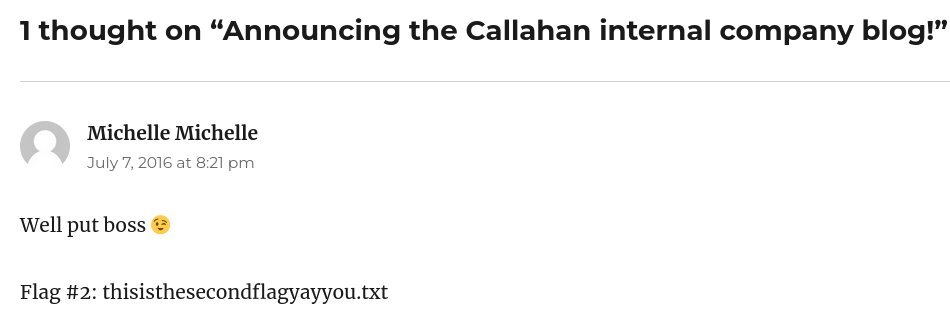 1 thought on “Announcing the Callahan internal company blog!”
Michelle Michelle
July 7, 2016 at 8:21 pm
Well put boss 😉
Flag #2: thisisthesecondflagyayyou.txt